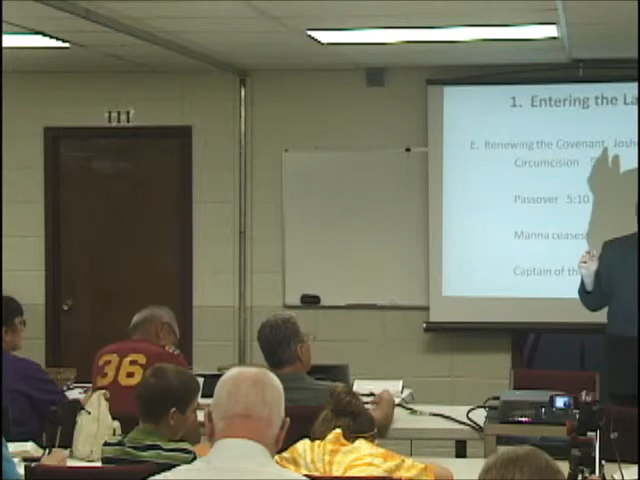 111
1. Entering the La
E. Renewing the Covenant, Josh
Circumcision 5
Passover 5:10
Manna ceases
Captain of th
36